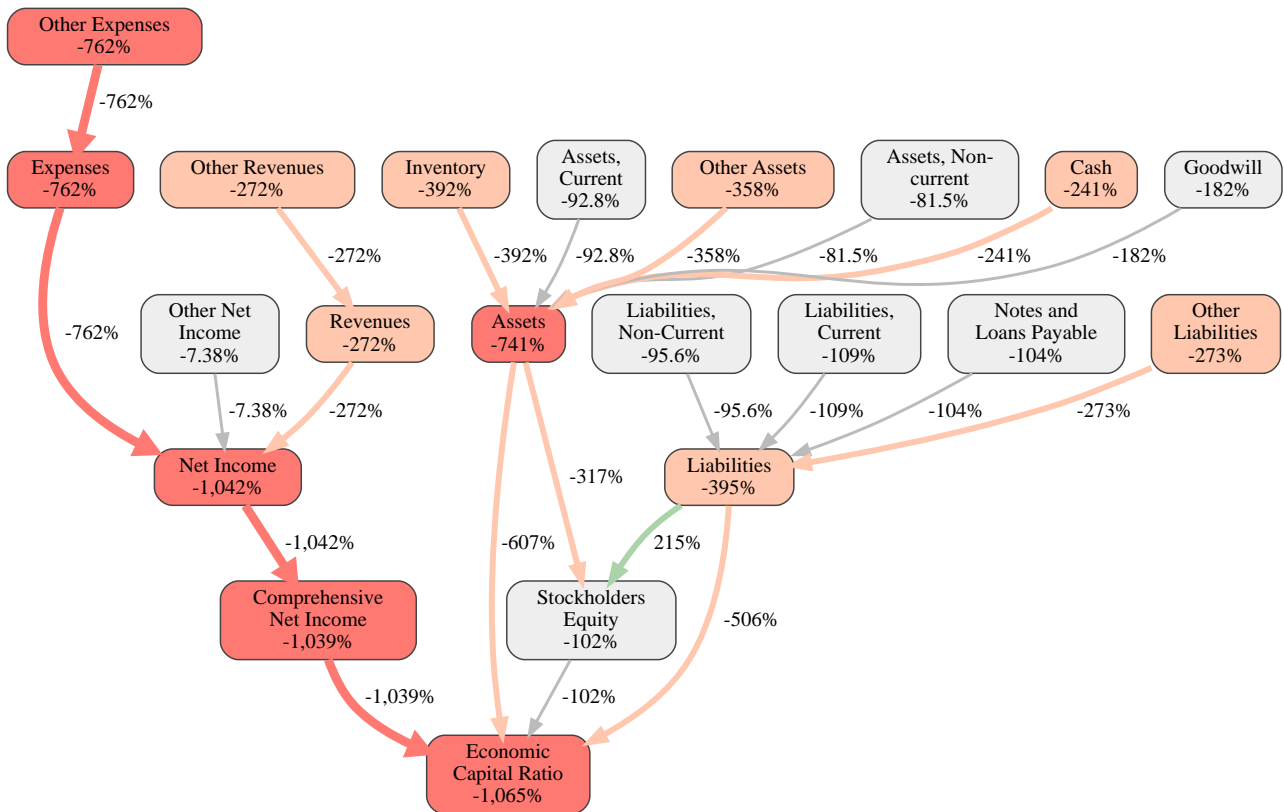 Other Expenses
-762%
-762%
Expenses
-762%
Other Revenues
-272%
Inventory
-392%
Assets,
Current
-92.8%
Other Assets
-358%
Assets, Non-
current
-81.5%
Cash
-241%
Goodwill
-182%
-272%
-392%
-92.8%
-358%
-81.5%
-241%
-182%
-762%
Other Net
Income
-7.38%
Revenues
-272%
Assets
-741%
Liabilities,
Non-Current
-95.6%
Liabilities,
Current
-109%
Notes and
Loans Payable
-104%
Other
Liabilities
-273%
-7.38%
-272%
-95.6%
-109%
-104%
-273%
Net Income
-1,042%
-317%
Liabilities
-395%
-1,042%
-607%
215%
Comprehensive
Net Income
-1,039%
Stockholders
Equity
-102%
-506%
-1,039%
-102%
Economic
Capital Ratio
-1,065%